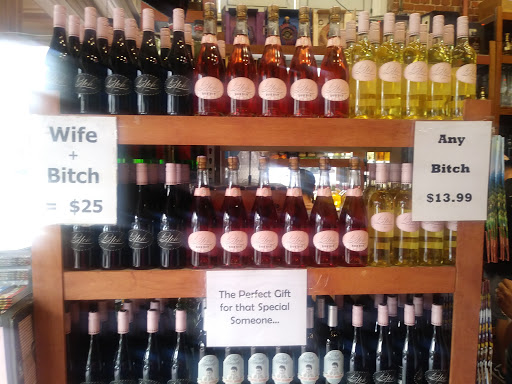 Wife
+
Bitch
= $25
Any
Bitch
$13.99
The Perfect Gift
for that Special
Someone...